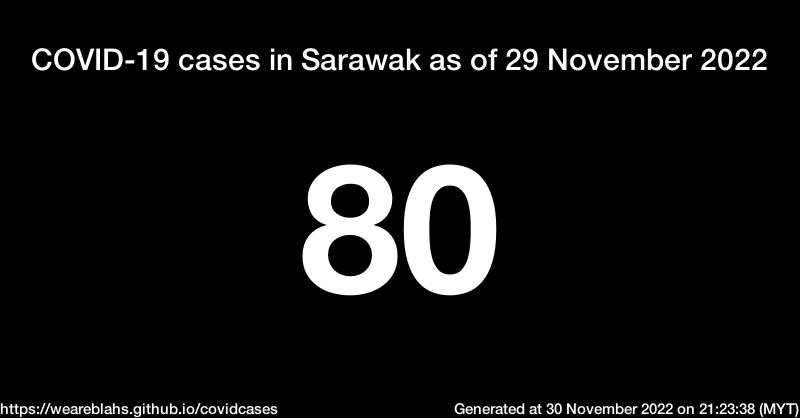 COVID-19 cases in Sarawak as of 29 November 2022
80
https://weareblahs.github.io/covidcases
Generated at 30 November 2022 on 21:23:38 (MYT)